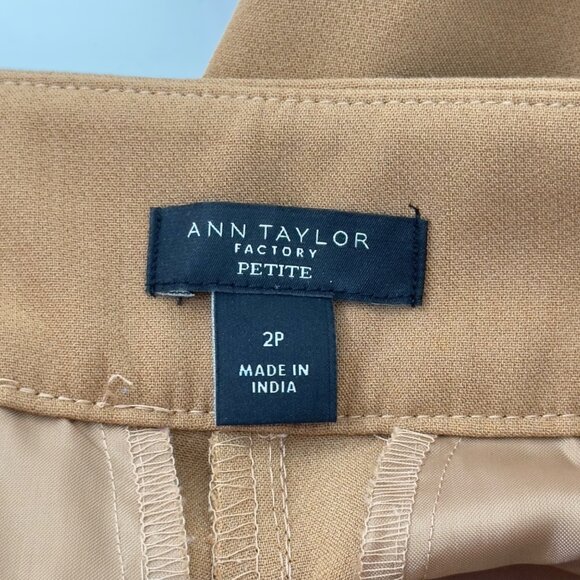 ANN TAYLOR
FACTORY
PETITE
2P
MADE IN
INDIA